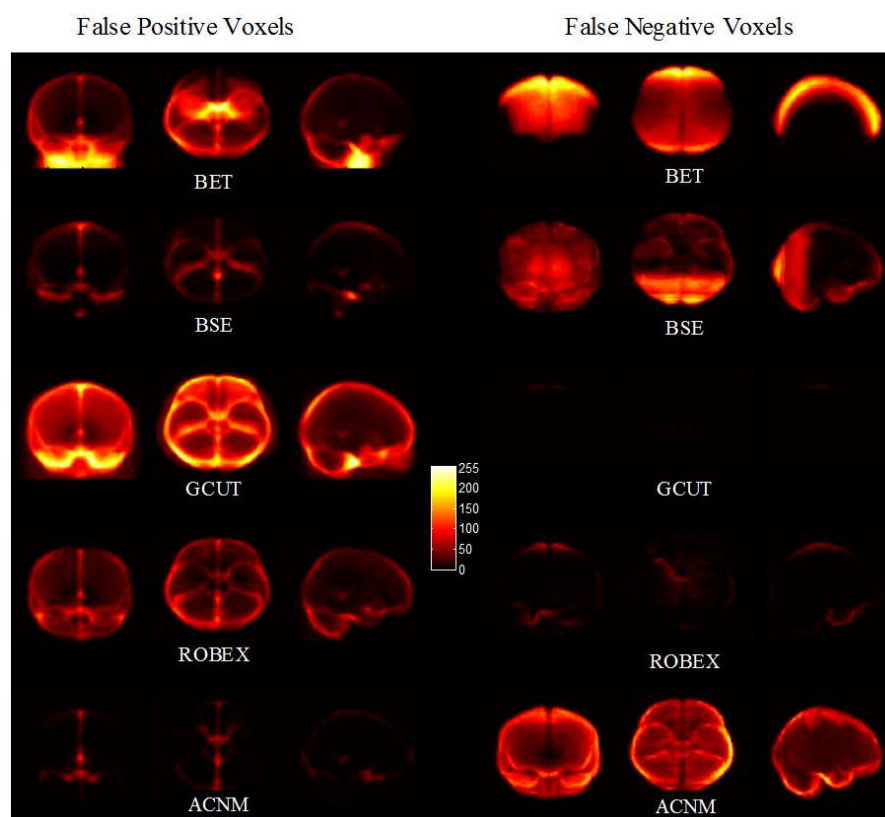 False Positive Voxels
False Negative Voxels
BET
BET
BSE
BSE
255
200
150
100
50
0
GCUT
GCUT
ROBEX
ROBEX
ACNM
ACNM